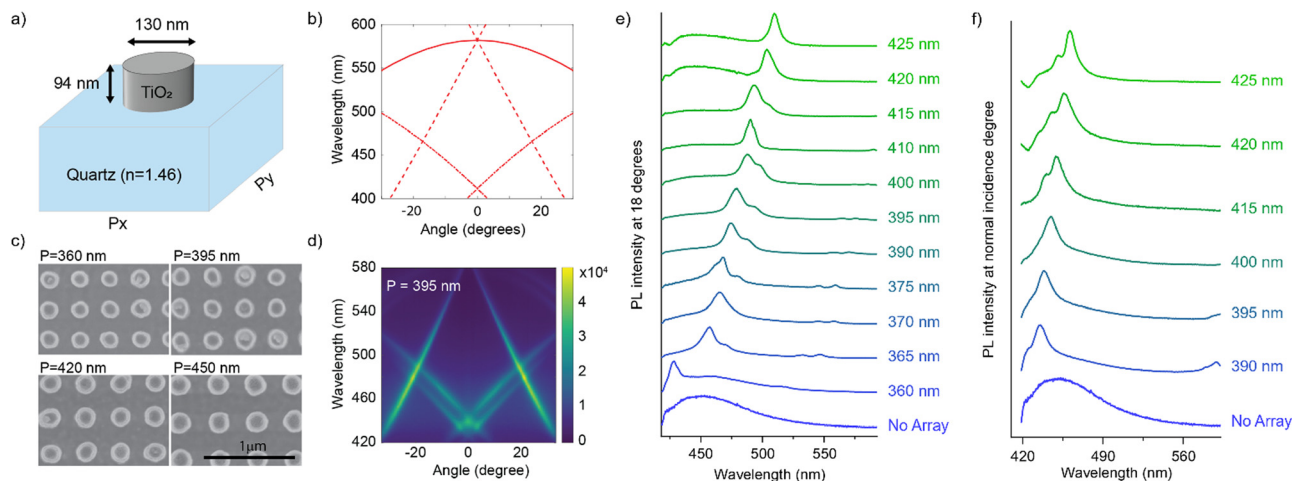 a)
130 nm
94 nm
TiO₂
Quartz (n=1.46)
Px
Py
b)
Wavelength (nm)
600
550
500
450
400
-20
0
20
Angle (degrees)
c)
P=360 nm
P=395 nm
P=420 nm
P=450 nm
1μm
d)
Wavelength (nm)
580
540
500
460
420
P = 395 nm
x10⁴
4
3
2
1
0
-20
0
20
Angle (degree)
e)
PL intensity at 18 degrees
425 nm
420 nm
415 nm
410 nm
400 nm
395 nm
390 nm
375 nm
370 nm
365 nm
360 nm
No Array
450
500
550
Wavelength (nm)
f)
PL intensity at normal incidence degree
425 nm
420 nm
415 nm
400 nm
395 nm
390 nm
No Array
420
490
560
Wavelength (nm)